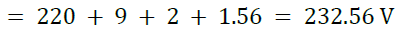 = 220 + 9 + 2 + 1.56 = 232.56 V